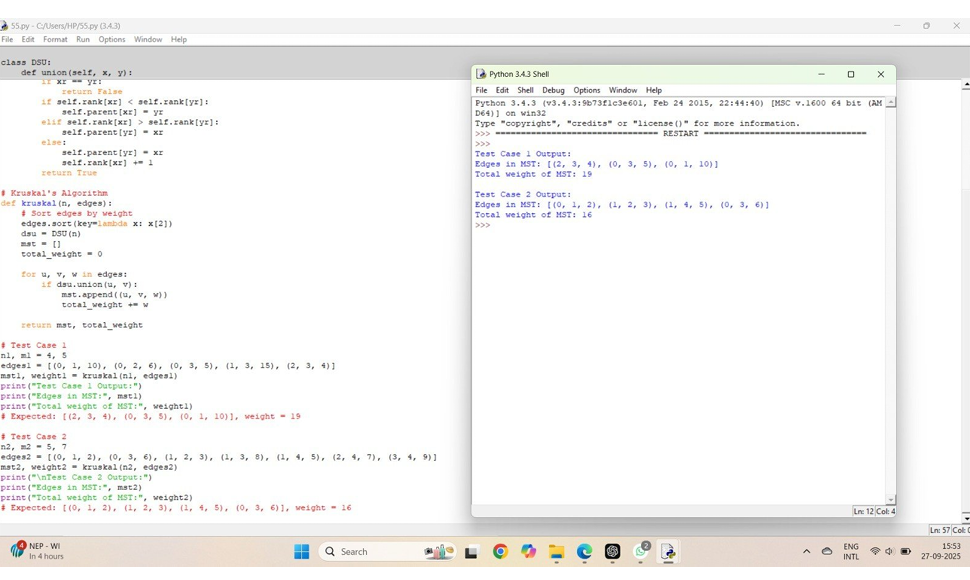 55.py - C:/Users/HP/55.py (3.4.3)
File Edit Format Run Options Window Help
class DSU:
    def union(self, x, y):
        if xr == yr:
            return False
        if self.rank[xr] < self.rank[yr]:
            self.parent[xr] = yr
        elif self.rank[xr] > self.rank[yr]:
            self.parent[yr] = xr
        else:
            self.parent[yr] = xr
            self.rank[xr] += 1
        return True
# Kruskal's Algorithm
def kruskal(n, edges):
    # Sort edges by weight
    edges.sort(key=lambda x: x[2])
    dsu = DSU(n)
    mst = []
    total_weight = 0
    for u, v, w in edges:
        if dsu.union(u, v):
            mst.append((u, v, w))
            total_weight += w
    return mst, total_weight
# Test Case 1
n1, m1 = 4, 5
edges1 = [(0, 1, 10), (0, 2, 6), (0, 3, 5), (1, 3, 15), (2, 3, 4)]
mst1, weight1 = kruskal(n1, edges1)
print("Test Case 1 Output:")
print("Edges in MST:", mst1)
print("Total weight of MST:", weight1)
# Expected: [(2, 3, 4), (0, 3, 5), (0, 1, 10)], weight = 19
# Test Case 2
n2, m2 = 5, 7
edges2 = [(0, 1, 2), (0, 3, 6), (1, 2, 3), (1, 3, 8), (1, 4, 5), (2, 4, 7), (3, 4, 9)]
mst2, weight2 = kruskal(n2, edges2)
print("\nTest Case 2 Output:")
print("Edges in MST:", mst2)
print("Total weight of MST:", weight2)
# Expected: [(0, 1, 2), (1, 2, 3), (1, 4, 5), (0, 3, 6)], weight = 16
Python 3.4.3 Shell
File Edit Shell Debug Options Window Help
Python 3.4.3 (v3.4.3:9b73f1c3e601, Feb 24 2015, 22:44:40) [MSC v.1600 64 bit (AM
D64)] on win32
Type "copyright", "credits" or "license()" for more information.
>>> ================================ RESTART ================================
>>>
Test Case 1 Output:
Edges in MST: [(2, 3, 4), (0, 3, 5), (0, 1, 10)]
Total weight of MST: 19
Test Case 2 Output:
Edges in MST: [(0, 1, 2), (1, 2, 3), (1, 4, 5), (0, 3, 6)]
Total weight of MST: 16
>>>
Ln: 12 Col: 4
Ln: 57 Col:
4
NEP - WI
In 4 hours
Search
2
ENG
INTL
15:53
27-09-2025